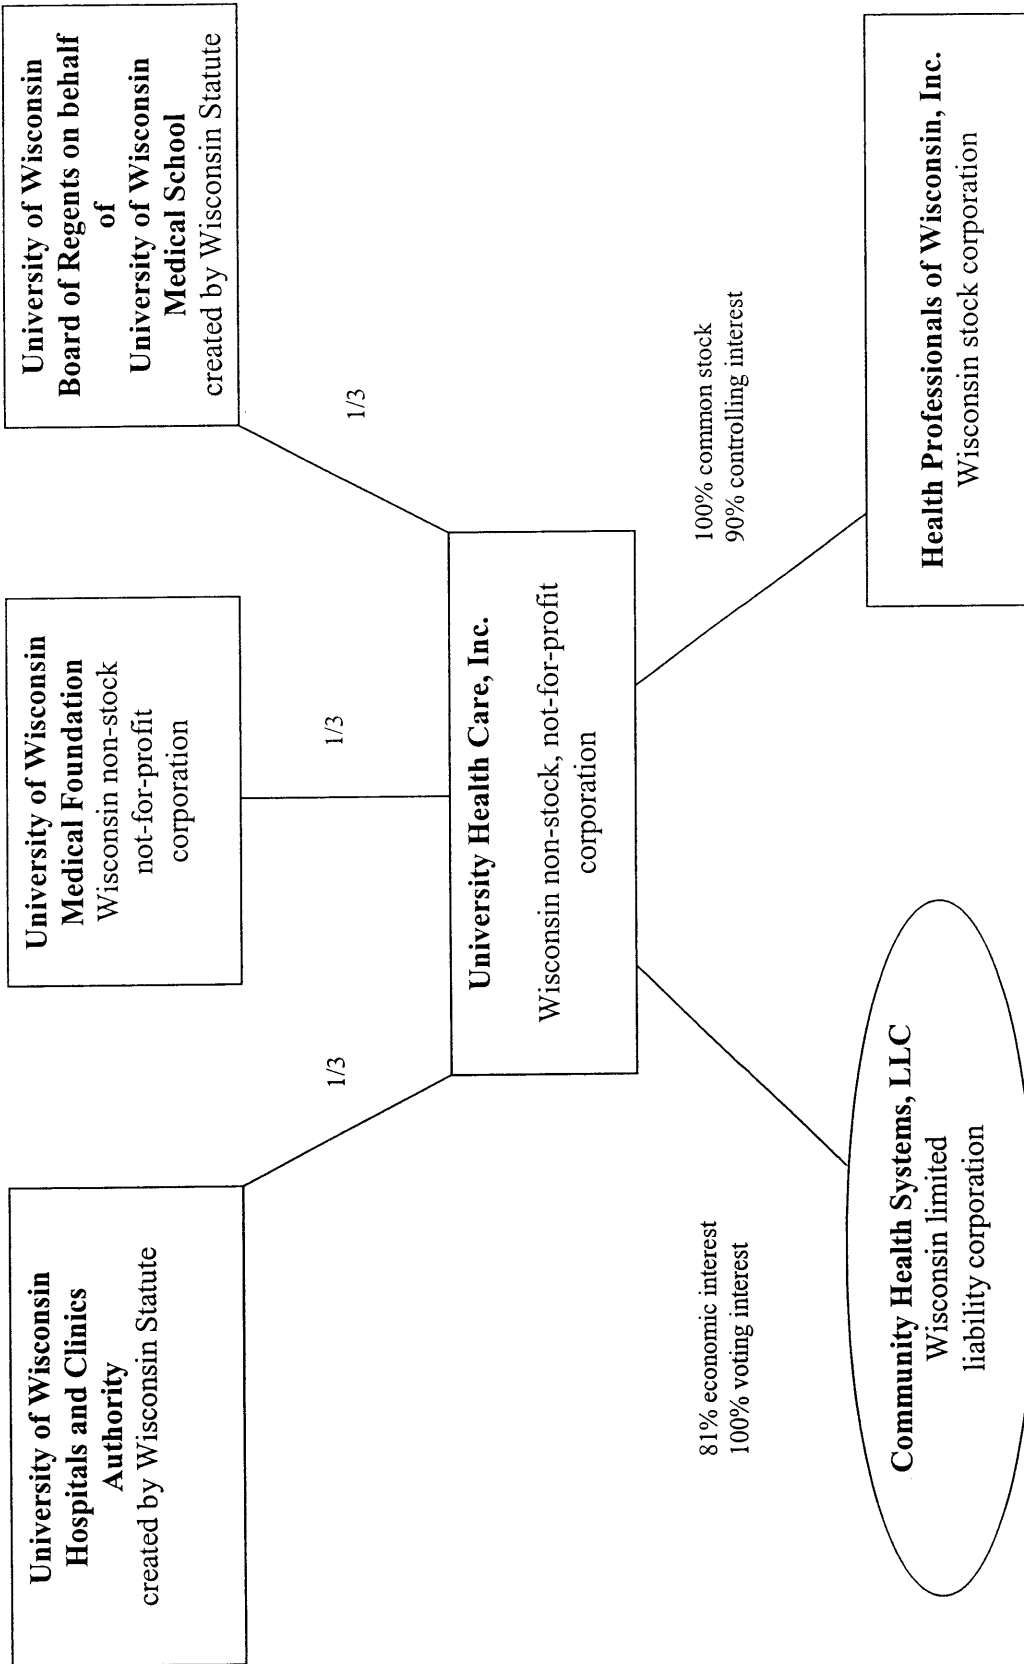 University of Wisconsin
Hospitals and Clinics
Authority
created by Wisconsin Statute
University of Wisconsin
Medical Foundation
Wisconsin non-stock
not-for-profit
corporation
University of Wisconsin
Board of Regents on behalf
of
University of Wisconsin
Medical School
created by Wisconsin Statute
1/3
1/3
1/3
University Health Care, Inc.
Wisconsin non-stock, not-for-profit
corporation
81% economic interest
100% voting interest
100% common stock
90% controlling interest
Community Health Systems, LLC
Wisconsin limited
liability corporation
Health Professionals of Wisconsin, Inc.
Wisconsin stock corporation